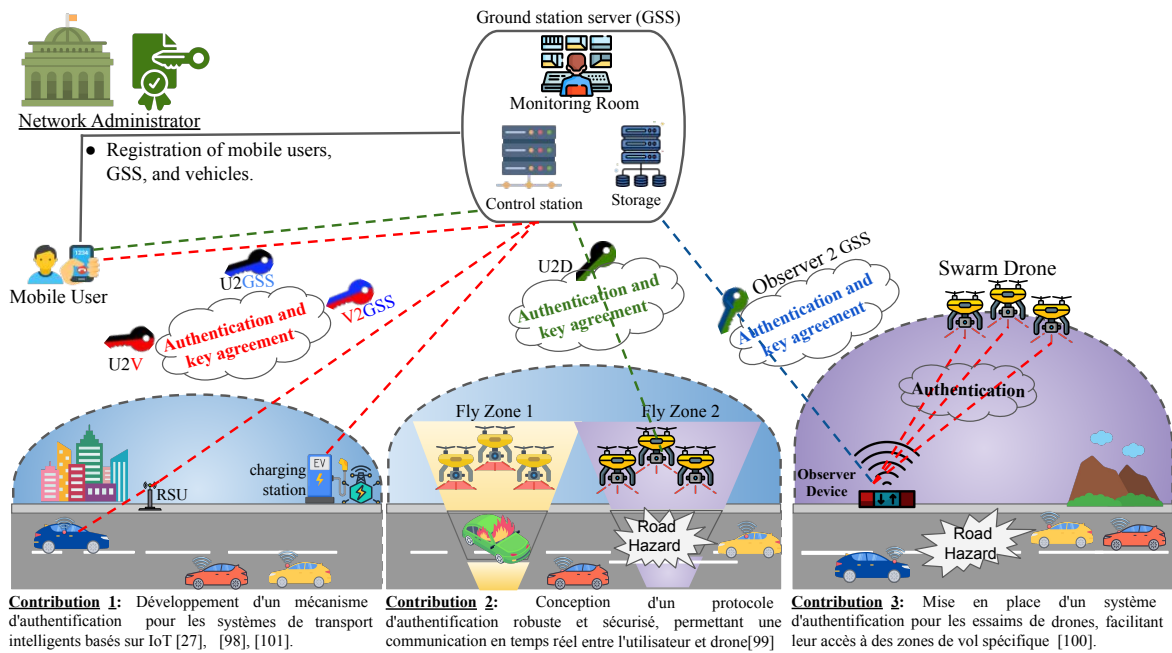 Ground station server (GSS)
Monitoring Room
Control station
Storage
Network Administrator
● Registration of mobile users,
GSS, and vehicles.
1234
Mobile User
U2GSS
V2GSS
U2V
Authentication and
key agreement
U2D
Authentication and
key agreement
Observer 2 GSS
Authentication and
key agreement
Swarm Drone
Authentication
Observer
Device
Road
Hazard
Fly Zone 1
Fly Zone 2
Road
Hazard
charging
station
EV
RSU
Contribution 1: Développement d'un mécanisme
d'authentification pour les systèmes de transport
intelligents basés sur IoT [27], [98], [101].
Contribution 2: Conception d'un protocole
d'authentification robuste et sécurisé, permettant une
communication en temps réel entre l'utilisateur et drone[99]
Contribution 3: Mise en place d'un système
d'authentification pour les essaims de drones, facilitant
leur accès à des zones de vol spécifique [100].